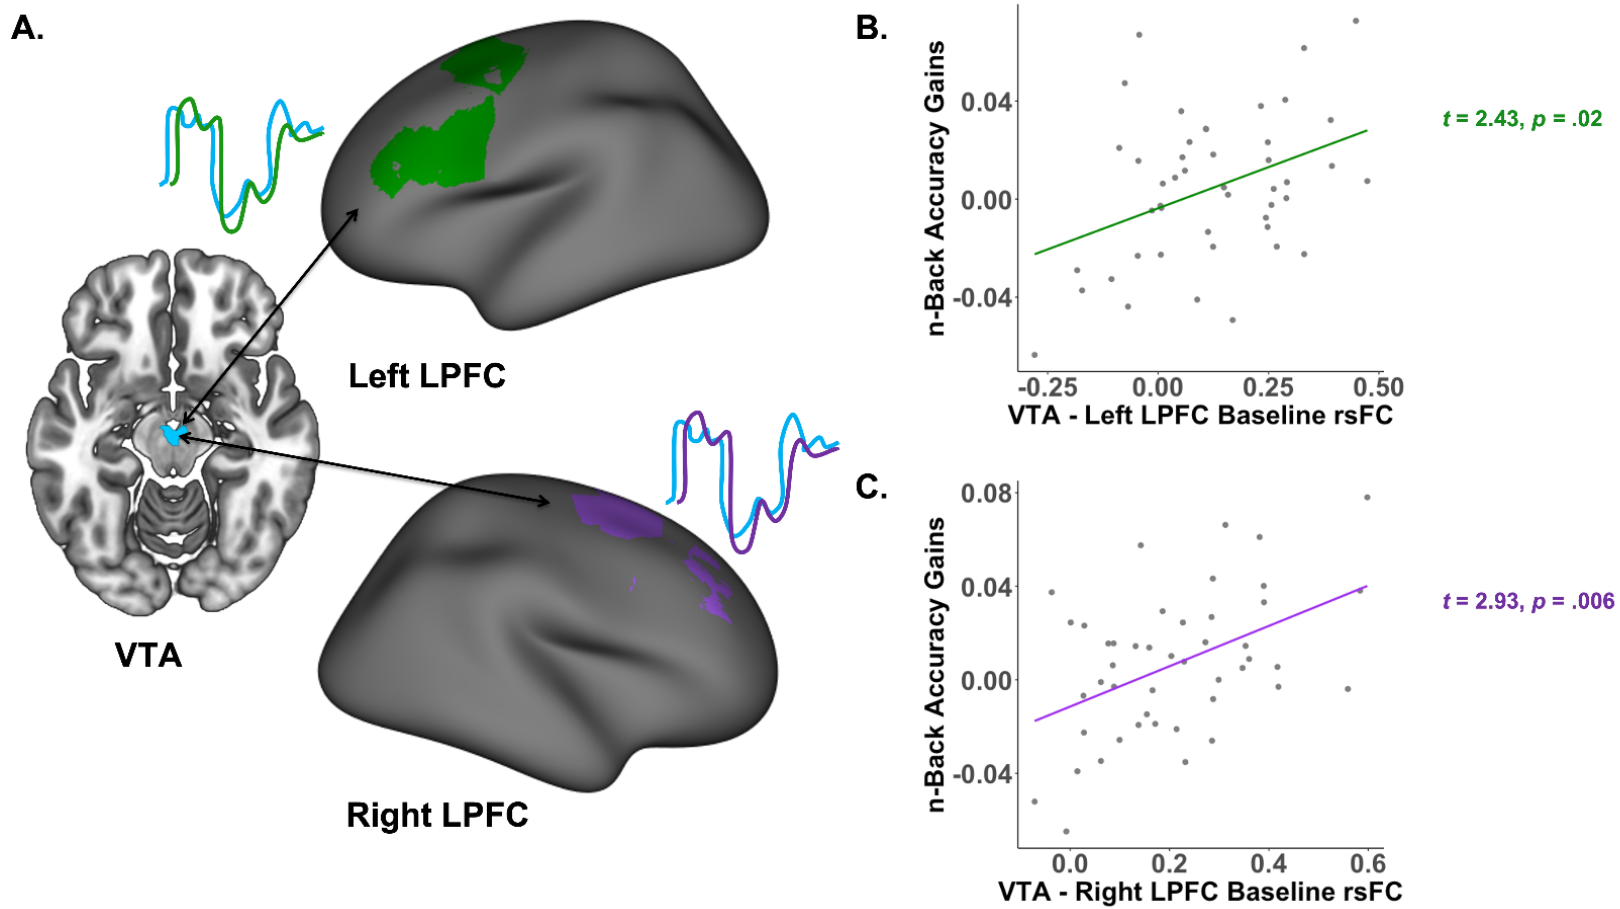 A.
Left LPFC
VTA
Right LPFC
B.
n-Back Accuracy Gains
0.04
0.00
-0.04
-0.25 0.00 0.25 0.50
VTA - Left LPFC Baseline rsFC
t = 2.43, p = .02
C.
n-Back Accuracy Gains
0.08
0.04
0.00
-0.04
0.0 0.2 0.4 0.6
VTA - Right LPFC Baseline rsFC
t = 2.93, p = .006